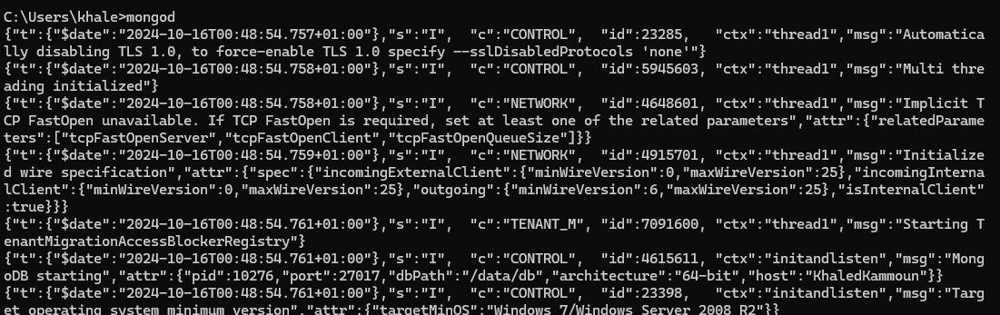 C:\Users\khale>mongod
{"t":{"$date":"2024-10-16T00:48:54.757+01:00"},"s":"I",  "c":"CONTROL",  "id":23285,   "ctx":"thread1","msg":"Automatica
lly disabling TLS 1.0, to force-enable TLS 1.0 specify --sslDisabledProtocols 'none'"}
{"t":{"$date":"2024-10-16T00:48:54.758+01:00"},"s":"I",  "c":"CONTROL",  "id":5945603, "ctx":"thread1","msg":"Multi thre
ading initialized"}
{"t":{"$date":"2024-10-16T00:48:54.758+01:00"},"s":"I",  "c":"NETWORK",  "id":4648601, "ctx":"thread1","msg":"Implicit T
CP FastOpen unavailable. If TCP FastOpen is required, set at least one of the related parameters","attr":{"relatedParame
ters":["tcpFastOpenServer","tcpFastOpenClient","tcpFastOpenQueueSize"]}}
{"t":{"$date":"2024-10-16T00:48:54.759+01:00"},"s":"I",  "c":"NETWORK",  "id":4915701, "ctx":"thread1","msg":"Initialize
d wire specification","attr":{"spec":{"incomingExternalClient":{"minWireVersion":0,"maxWireVersion":25},"incomingInterna
lClient":{"minWireVersion":0,"maxWireVersion":25},"outgoing":{"minWireVersion":6,"maxWireVersion":25},"isInternalClient"
:true}}}
{"t":{"$date":"2024-10-16T00:48:54.761+01:00"},"s":"I",  "c":"TENANT_M", "id":7091600, "ctx":"thread1","msg":"Starting T
enantMigrationAccessBlockerRegistry"}
{"t":{"$date":"2024-10-16T00:48:54.761+01:00"},"s":"I",  "c":"CONTROL",  "id":4615611, "ctx":"initandlisten","msg":"Mong
oDB starting","attr":{"pid":10276,"port":27017,"dbPath":"/data/db","architecture":"64-bit","host":"KhaledKammoun"}}
{"t":{"$date":"2024-10-16T00:48:54.761+01:00"},"s":"I",  "c":"CONTROL",  "id":23398,   "ctx":"initandlisten","msg":"Targ
et operating system minimum version","attr":{"targetMinOS":"Windows 7/Windows Server 2008 R2"}}